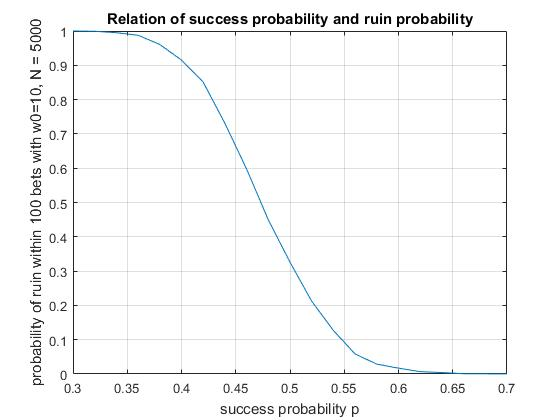 Relation of success probability and ruin probability
probability of ruin within 100 bets with w0=10, N = 5000
1
0.9
0.8
0.7
0.6
0.5
0.4
0.3
0.2
0.1
0
0.3 0.35 0.4 0.45 0.5 0.55 0.6 0.65 0.7
success probability p